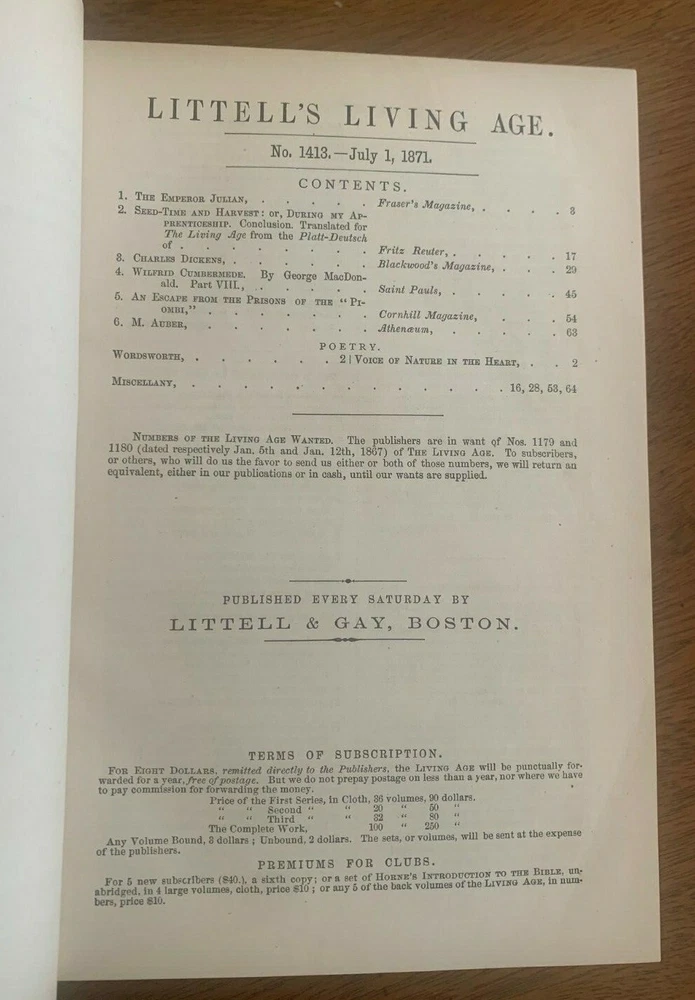 LITTELL'S LIVING AGE.
No. 1413.—July 1, 1871.
CONTENTS.
1. THE EMPEROR JULIAN, . . . . . Fraser's Magazine, . . . . 3
2. SEED-TIME AND HARVEST: or, DURING MY AP-
PRENTICESHIP. Conclusion. Translated for
The Living Age from the Platt-Deutsch
of . . . . . . . . Fritz Reuter, . . . . . 17
3. CHARLES DICKENS, . . . . . . Blackwood's Magazine, . . . 29
4. WILFRID CUMBERMEDE. By George MacDon-
ald. Part VIII., . . . . . Saint Pauls, . . . . . 45
5. AN ESCAPE FROM THE PRISONS OF THE "PI-
OMBI," . . . . . . . Cornhill Magazine, . . . 54
6. M. AUBER, . . . . . . . Athenæum, . . . . . 63
POETRY.
WORDSWORTH, . . . . . . 2 | VOICE OF NATURE IN THE HEART, . . 2
MISCELLANY, . . . . . . . . . . . . . 16, 28, 53, 64
NUMBERS OF THE LIVING AGE WANTED. The publishers are in want of Nos. 1179 and
1180 (dated respectively Jan. 5th and Jan. 12th, 1867) of THE LIVING AGE. To subscribers,
or others, who will do us the favor to send us either or both of those numbers, we will return an
equivalent, either in our publications or in cash, until our wants are supplied.
PUBLISHED EVERY SATURDAY BY
LITTELL & GAY, BOSTON.
TERMS OF SUBSCRIPTION.
FOR EIGHT DOLLARS, remitted directly to the Publishers, the LIVING AGE will be punctually for-
warded for a year, free of postage. But we do not prepay postage on less than a year, nor where we have
to pay commission for forwarding the money.
Price of the First Series, in Cloth, 36 volumes, 90 dollars.
" " Second " " 20 " 50 "
" " Third " " 32 " 80 "
The Complete Work, 100 " 250 "
Any Volume Bound, 3 dollars; Unbound, 2 dollars. The sets, or volumes, will be sent at the expense
of the publishers.
PREMIUMS FOR CLUBS.
For 5 new subscribers ($40.), a sixth copy; or a set of HORNE'S INTRODUCTION TO THE BIBLE, un-
abridged, in 4 large volumes, cloth, price $10; or any 5 of the back volumes of the LIVING AGE, in num-
bers, price $10.